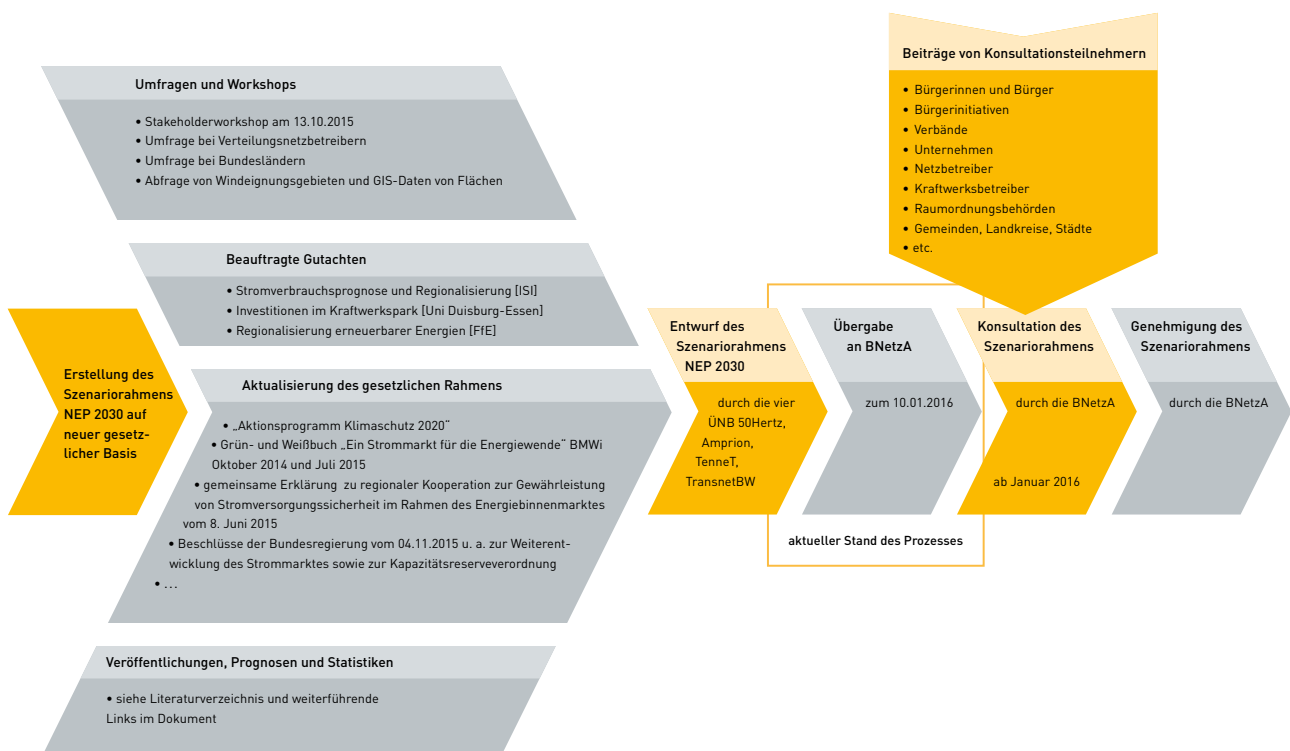 Umfragen und Workshops
• Stakeholderworkshop am 13.10.2015
• Umfrage bei Verteilungsnetzbetreibern
• Umfrage bei Bundesländern
• Abfrage von Windeignungsgebieten und GIS-Daten von Flächen
Beauftragte Gutachten
• Stromverbrauchsprognose und Regionalisierung [ISI]
• Investitionen im Kraftwerkspark [Uni Duisburg-Essen]
• Regionalisierung erneuerbarer Energien [FfE]
Erstellung des
Szenariorahmens
NEP 2030 auf
neuer gesetz-
licher Basis
Aktualisierung des gesetzlichen Rahmens
• „Aktionsprogramm Klimaschutz 2020“
• Grün- und Weißbuch „Ein Strommarkt für die Energiewende“ BMWi
Oktober 2014 und Juli 2015
• gemeinsame Erklärung zu regionaler Kooperation zur Gewährleistung
von Stromversorgungssicherheit im Rahmen des Energiebinnenmarktes
vom 8. Juni 2015
• Beschlüsse der Bundesregierung vom 04.11.2015 u. a. zur Weiterent-
wicklung des Strommarktes sowie zur Kapazitätsreserveverordnung
• ...
Veröffentlichungen, Prognosen und Statistiken
• siehe Literaturverzeichnis und weiterführende
Links im Dokument
Beiträge von Konsultationsteilnehmern
• Bürgerinnen und Bürger
• Bürgerinitiativen
• Verbände
• Unternehmen
• Netzbetreiber
• Kraftwerksbetreiber
• Raumordnungsbehörden
• Gemeinden, Landkreise, Städte
• etc.
Entwurf des
Szenariorahmens
NEP 2030
durch die vier
ÜNB 50Hertz,
Amprion,
TenneT,
TransnetBW
Übergabe
an BNetzA
zum 10.01.2016
Konsultation des
Szenariorahmens
durch die BNetzA
ab Januar 2016
Genehmigung des
Szenariorahmens
durch die BNetzA
aktueller Stand des Prozesses